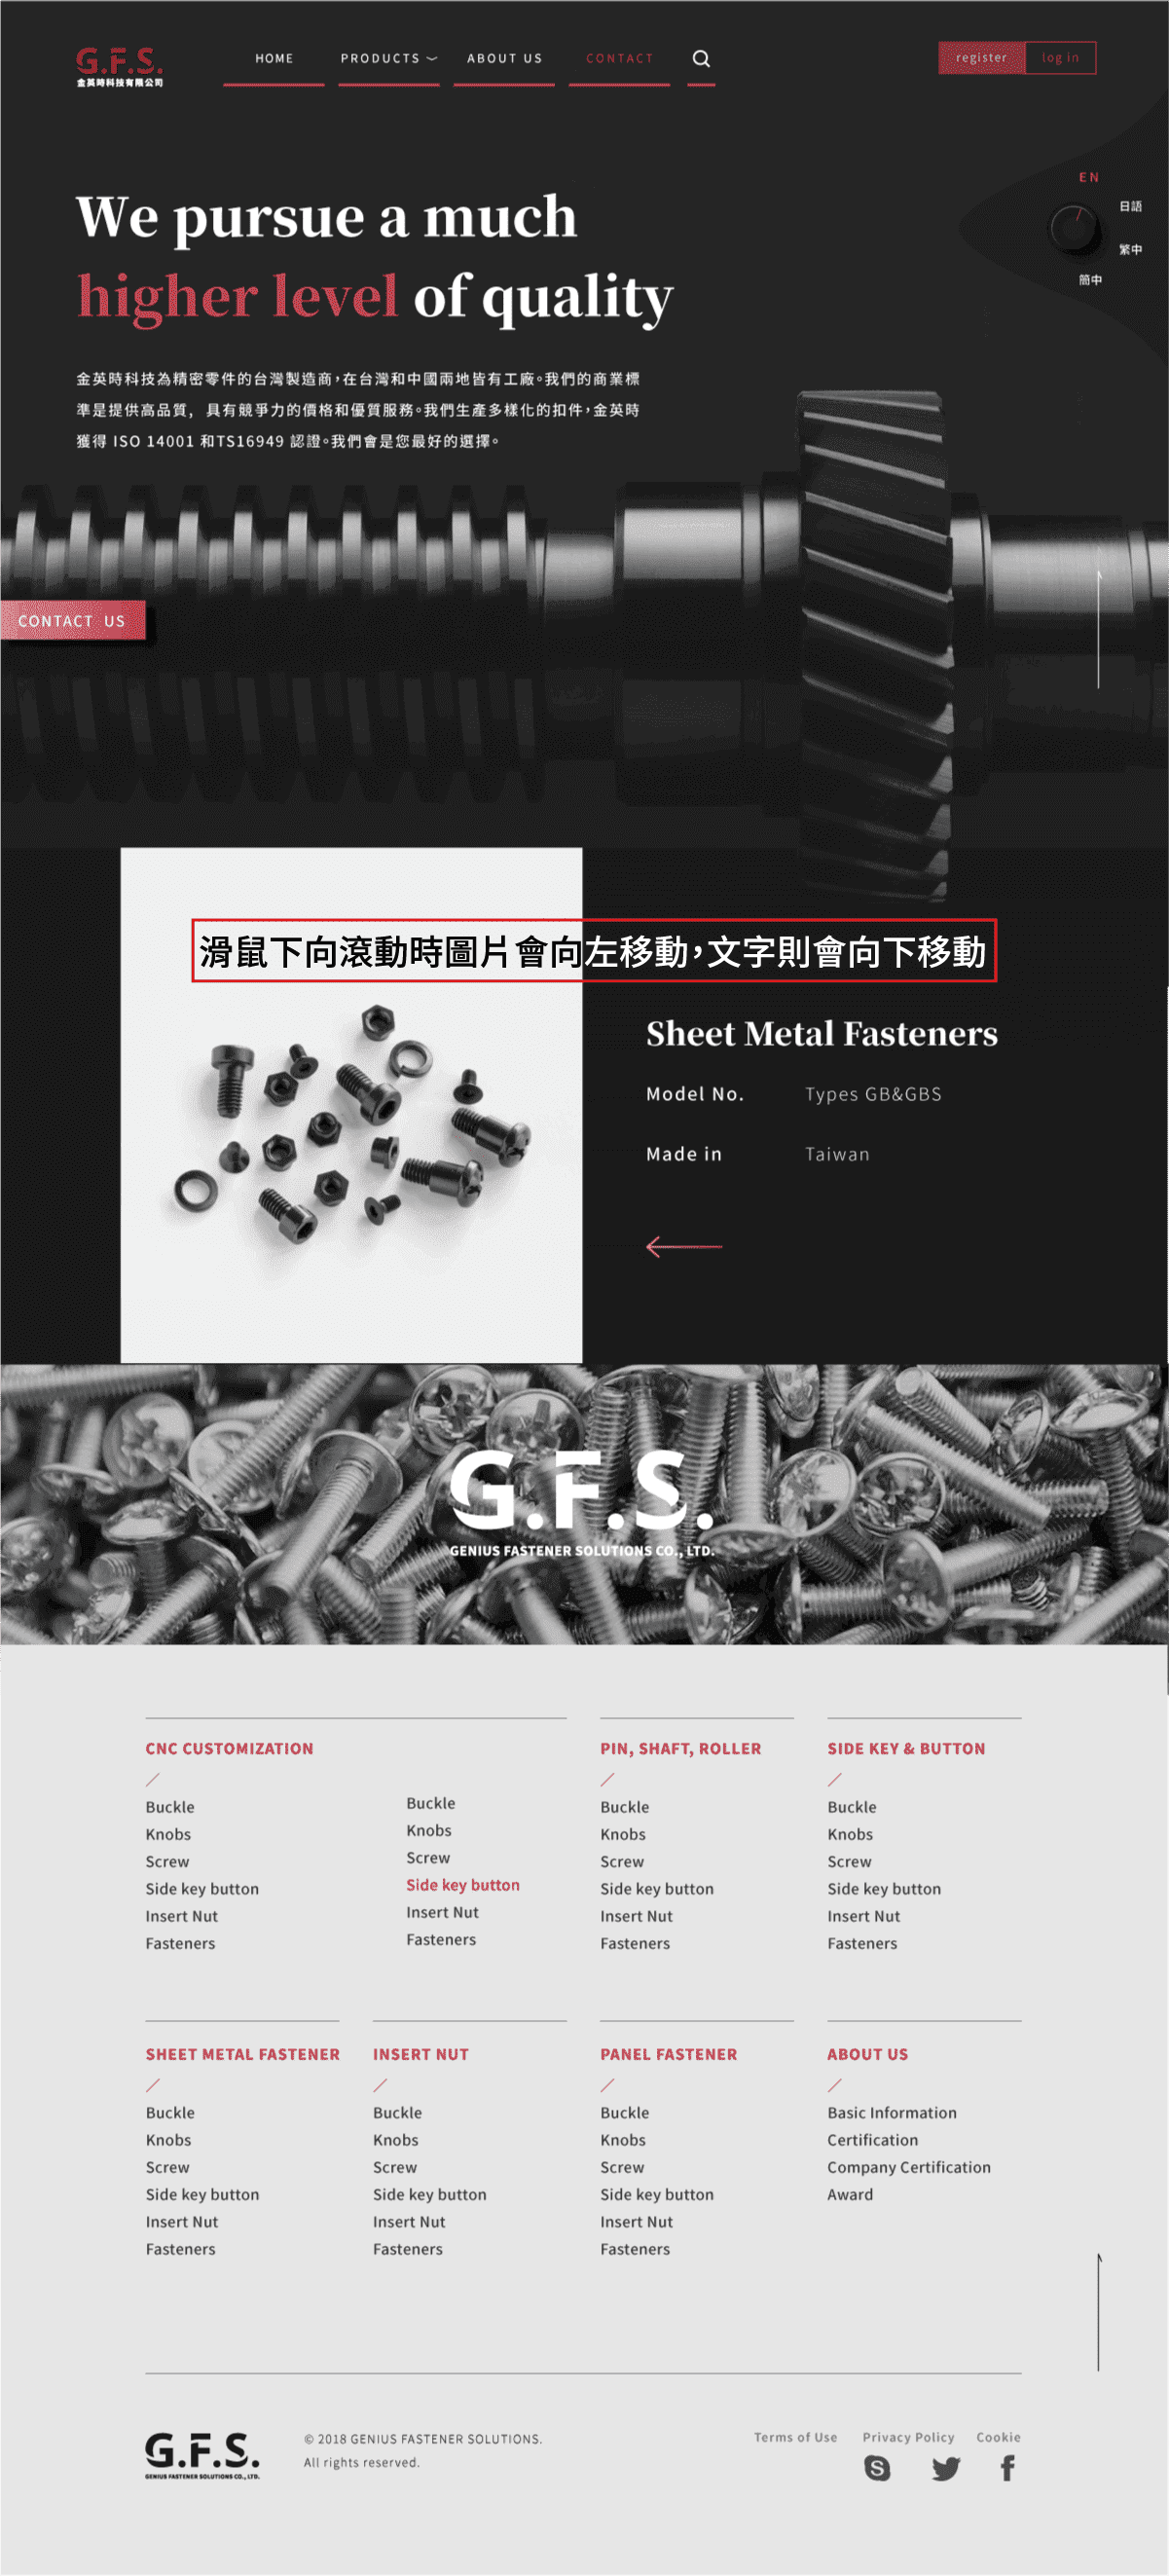 G.F.S.
金英時科技有限公司
HOME
PRODUCTS
ABOUT US
CONTACT
register
log in
EN
日語
繁中
簡中
We pursue a much
higher level of quality
金英時科技為精密零件的台灣製造商，在台灣和中國兩地皆有工廠。我們的商業標
準是提供高品質，具有競爭力的價格和優質服務。我們生產多樣化的扣件，金英時
獲得 ISO 14001 和TS16949 認證。我們會是您最好的選擇。
CONTACT US
滑鼠下向滾動時圖片會向左移動，文字則會向下移動
Sheet Metal Fasteners
Model No.
Types GB&GBS
Made in
Taiwan
G.F.S.
GENIUS FASTENER SOLUTIONS CO., LTD.
CNC CUSTOMIZATION
Buckle
Knobs
Screw
Side key button
Insert Nut
Fasteners
Buckle
Knobs
Screw
Side key button
Insert Nut
Fasteners
PIN, SHAFT, ROLLER
Buckle
Knobs
Screw
Side key button
Insert Nut
Fasteners
SIDE KEY & BUTTON
Buckle
Knobs
Screw
Side key button
Insert Nut
Fasteners
SHEET METAL FASTENER
Buckle
Knobs
Screw
Side key button
Insert Nut
Fasteners
INSERT NUT
Buckle
Knobs
Screw
Side key button
Insert Nut
Fasteners
PANEL FASTENER
Buckle
Knobs
Screw
Side key button
Insert Nut
Fasteners
ABOUT US
Basic Information
Certification
Company Certification
Award
G.F.S.
GENIUS FASTENER SOLUTIONS CO., LTD.
© 2018 GENIUS FASTENER SOLUTIONS.
All rights reserved.
Terms of Use
Privacy Policy
Cookie